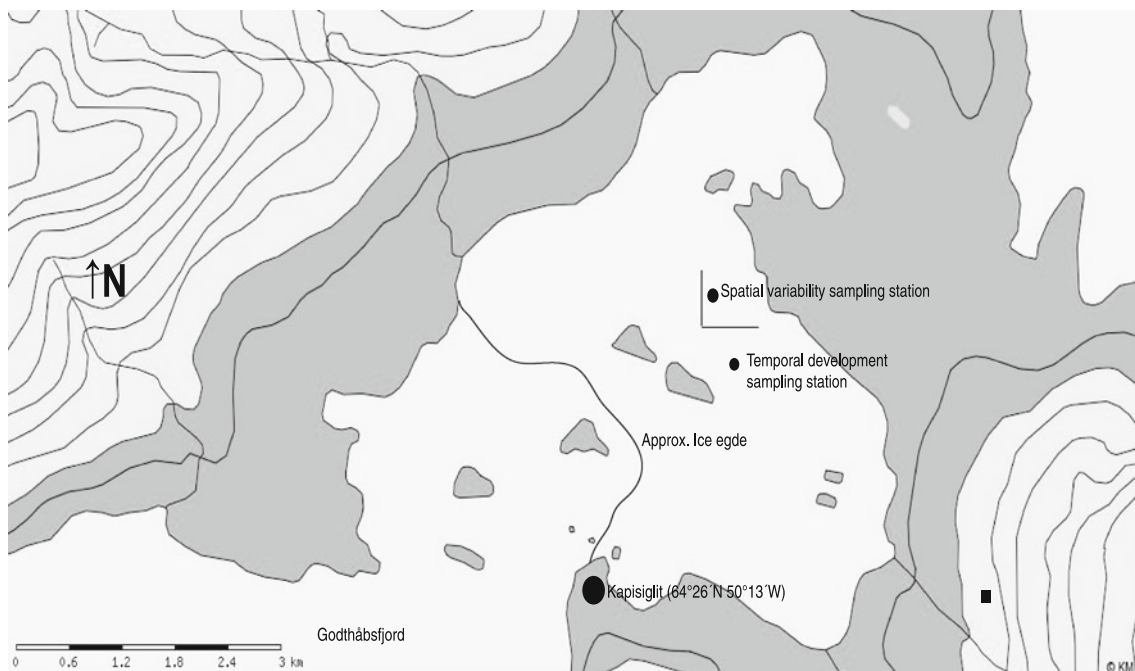 N
Spatial variability sampling station
Temporal development
sampling station
Approx. Ice egde
Kapisiglit (64°26´N 50°13´W)
Godthåbsfjord
0 0.6 1.2 1.8 2.4 3 km
© KM